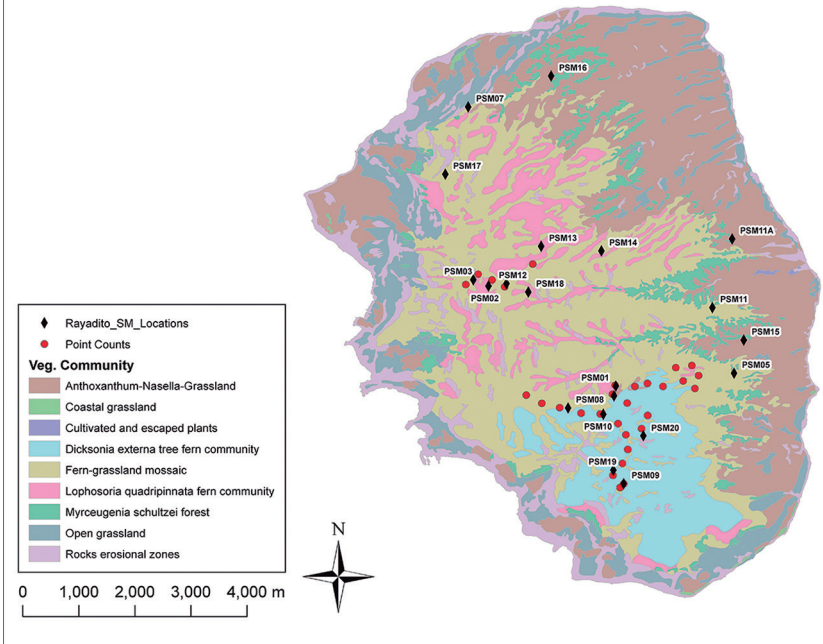 PSM16
PSM07
PSM17
PSM11A
PSM13
PSM14
PSM03
PSM12
PSM02
PSM18
PSM11
PSM15
PSM05
PSM01
PSM08
PSM10
PSM20
PSM19
PSM09
Rayadito_SM_Locations
Point Counts
Veg. Community
Anthoxanthum-Nasella-Grassland
Coastal grassland
Cultivated and escaped plants
Dicksonia externa tree fern community
Fern-grassland mossaic
Lophosoria quadripinnata fern community
Myrceugenia schultzei forest
Open grassland
Rocks erosional zones
N
0 1,000 2,000 3,000 4,000 m